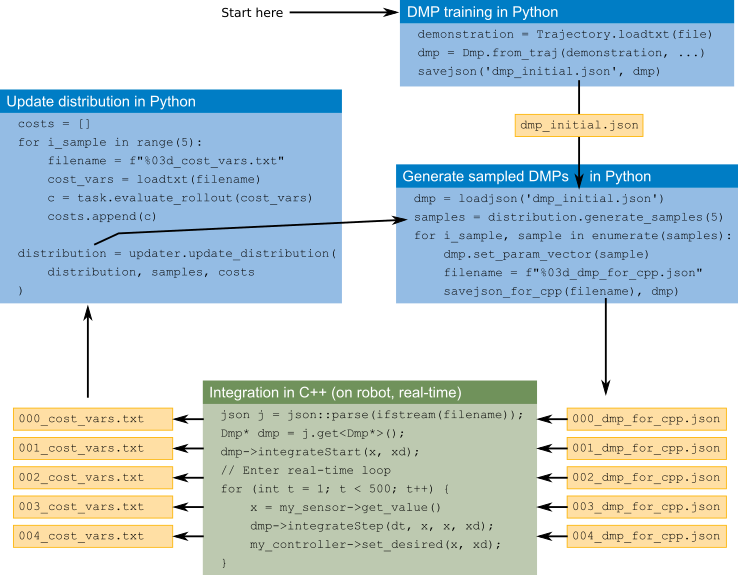 Start here
DMP training in Python
demonstration = Trajectory.loadtxt(file)
dmp = Dmp.from_traj(demonstration, ...)
savejson('dmp_initial.json', dmp)
dmp_initial.json
Update distribution in Python
costs = []
for i_sample in range(5):
    filename = f"%03d_cost_vars.txt"
    cost_vars = loadtxt(filename)
    c = task.evaluate_rollout(cost_vars)
    costs.append(c)
distribution = updater.update_distribution(
    distribution, samples, costs
)
Generate sampled DMPs in Python
dmp = loadjson('dmp_initial.json')
samples = distribution.generate_samples(5)
for i_sample, sample in enumerate(samples):
    dmp.set_param_vector(sample)
    filename = f"%03d_dmp_for_cpp.json"
    savejson_for_cpp(filename), dmp)
Integration in C++ (on robot, real-time)
json j = json::parse(ifstream(filename));
Dmp* dmp = j.get<Dmp*>();
dmp->integrateStart(x, xd);
// Enter real-time loop
for (int t = 1; t < 500; t++) {
    x = my_sensor->get_value()
    dmp->integrateStep(dt, x, x, xd);
    my_controller->set_desired(x, xd);
}
000_cost_vars.txt
001_cost_vars.txt
002_cost_vars.txt
003_cost_vars.txt
004_cost_vars.txt
000_dmp_for_cpp.json
001_dmp_for_cpp.json
002_dmp_for_cpp.json
003_dmp_for_cpp.json
004_dmp_for_cpp.json